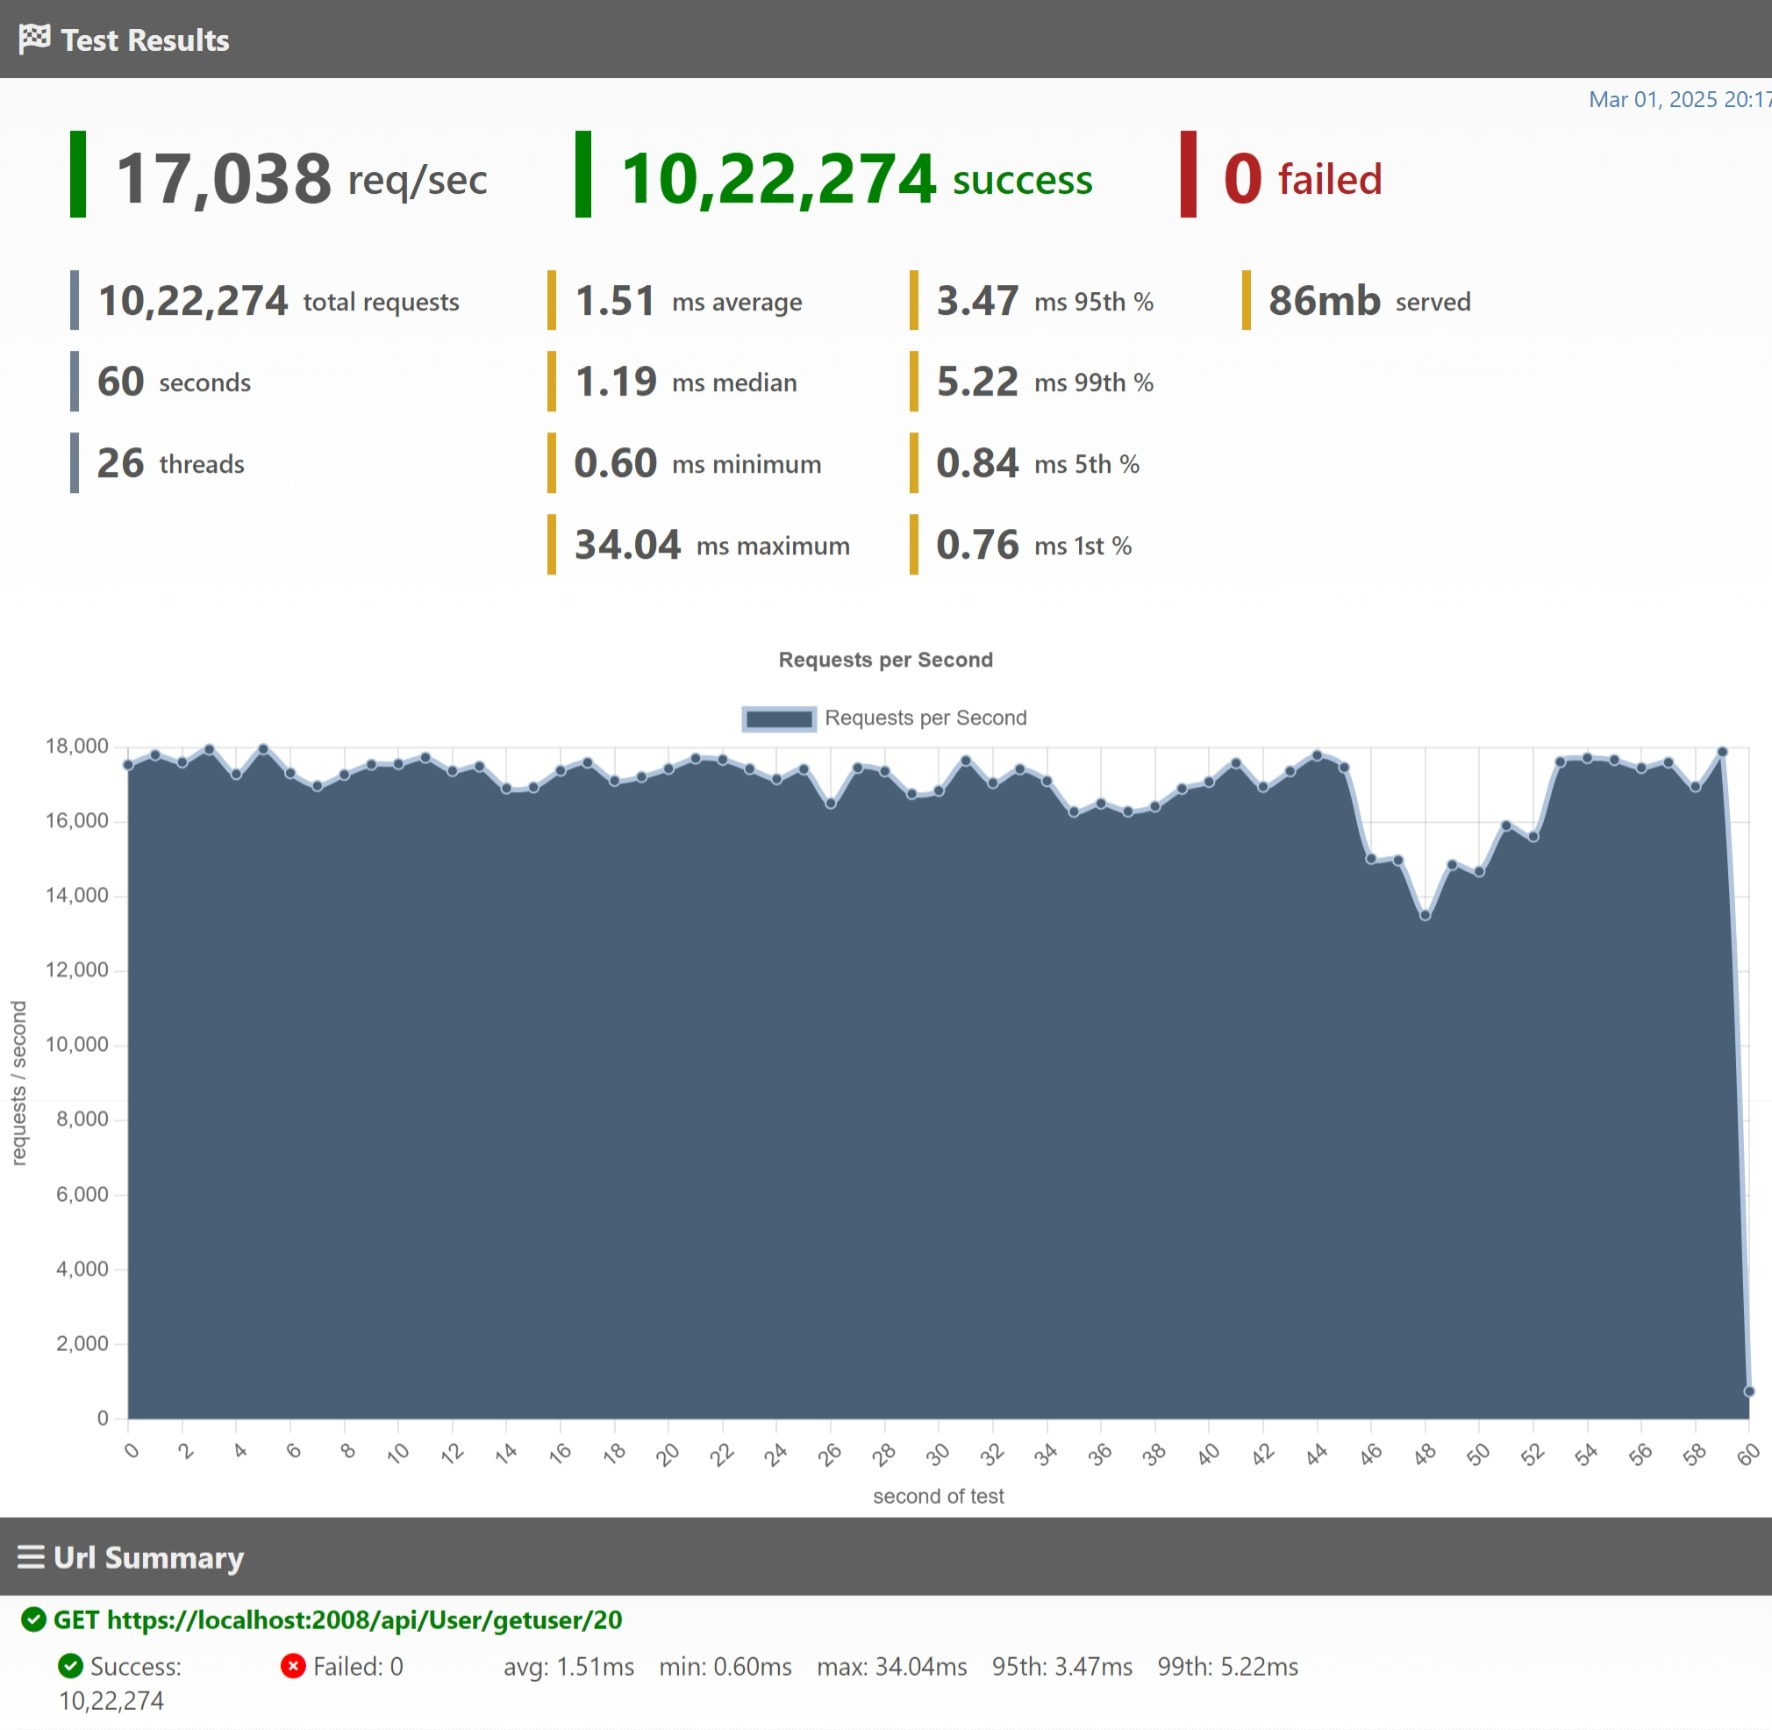 Test Results
Mar 01, 2025 20:17
17,038 req/sec
10,22,274 success
0 failed
10,22,274 total requests
1.51 ms average
3.47 ms 95th %
86mb served
60 seconds
1.19 ms median
5.22 ms 99th %
26 threads
0.60 ms minimum
0.84 ms 5th %
34.04 ms maximum
0.76 ms 1st %
Requests per Second
Requests per Second
18,000
16,000
14,000
12,000
10,000
8,000
6,000
4,000
2,000
0
requests / second
0 2 4 6 8 10 12 14 16 18 20 22 24 26 28 30 32 34 36 38 40 42 44 46 48 50 52 54 56 58 60
second of test
Url Summary
GET https://localhost:2008/api/User/getuser/20
Success: 10,22,274
Failed: 0
avg: 1.51ms min: 0.60ms max: 34.04ms 95th: 3.47ms 99th: 5.22ms